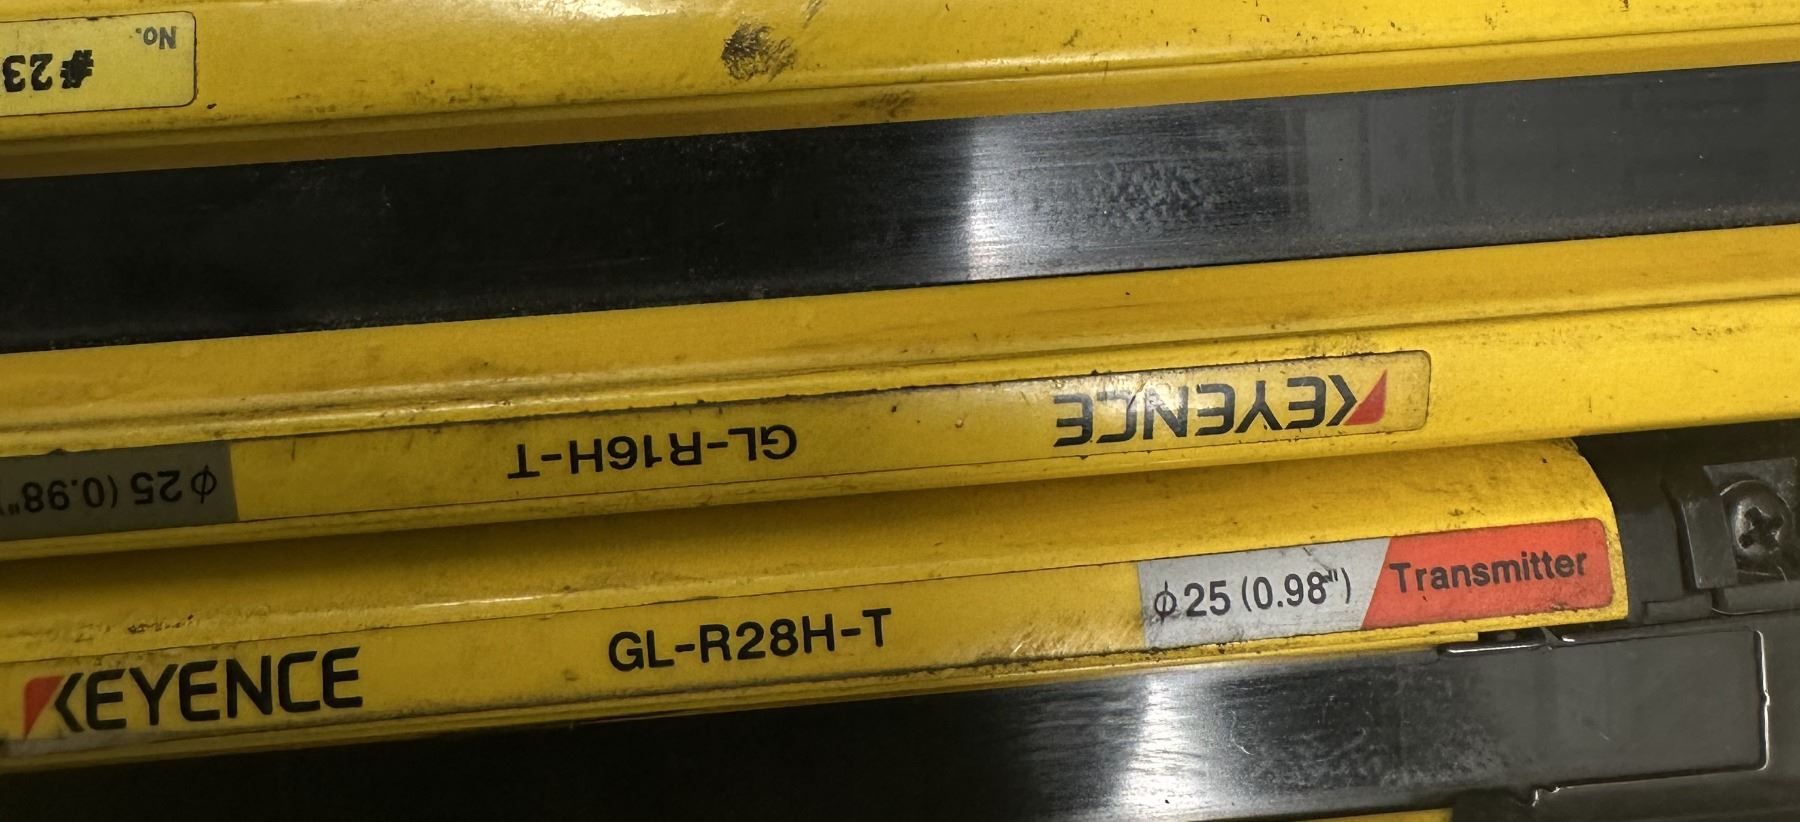 No.
#23
KEYENCE GL-R16H-T ϕ25 (0.98")
KEYENCE GL-R28H-T ϕ25 (0.98") Transmitter